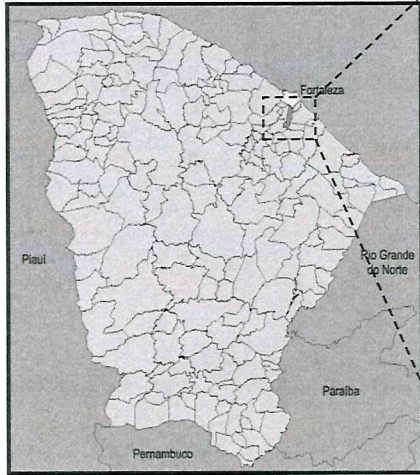 Fortaleza
Piauí
Rio Grande
do Norte
Paraíba
Pernambuco